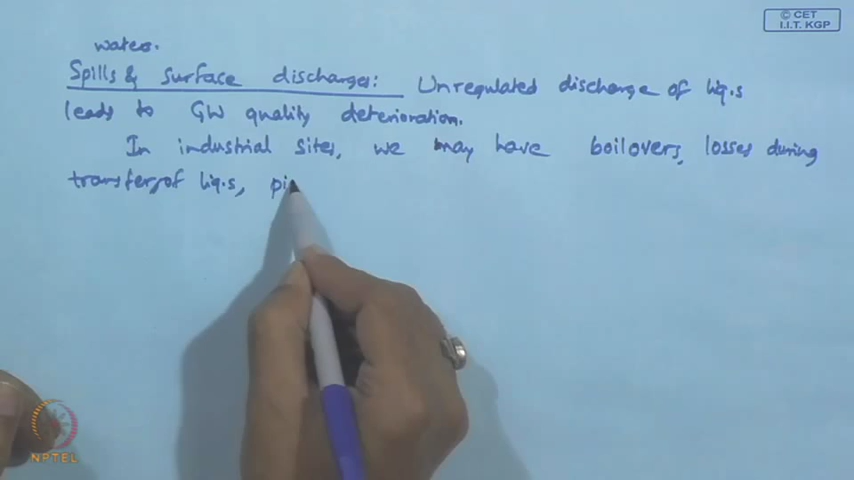 © CET
I.I.T. KGP
water.
Spills & surface discharges: Unregulated discharge of liq.s
leads to GW quality deterioration.
In industrial sites, we may have boilovers, losses during
transfer of liq.s, pi
NPTEL